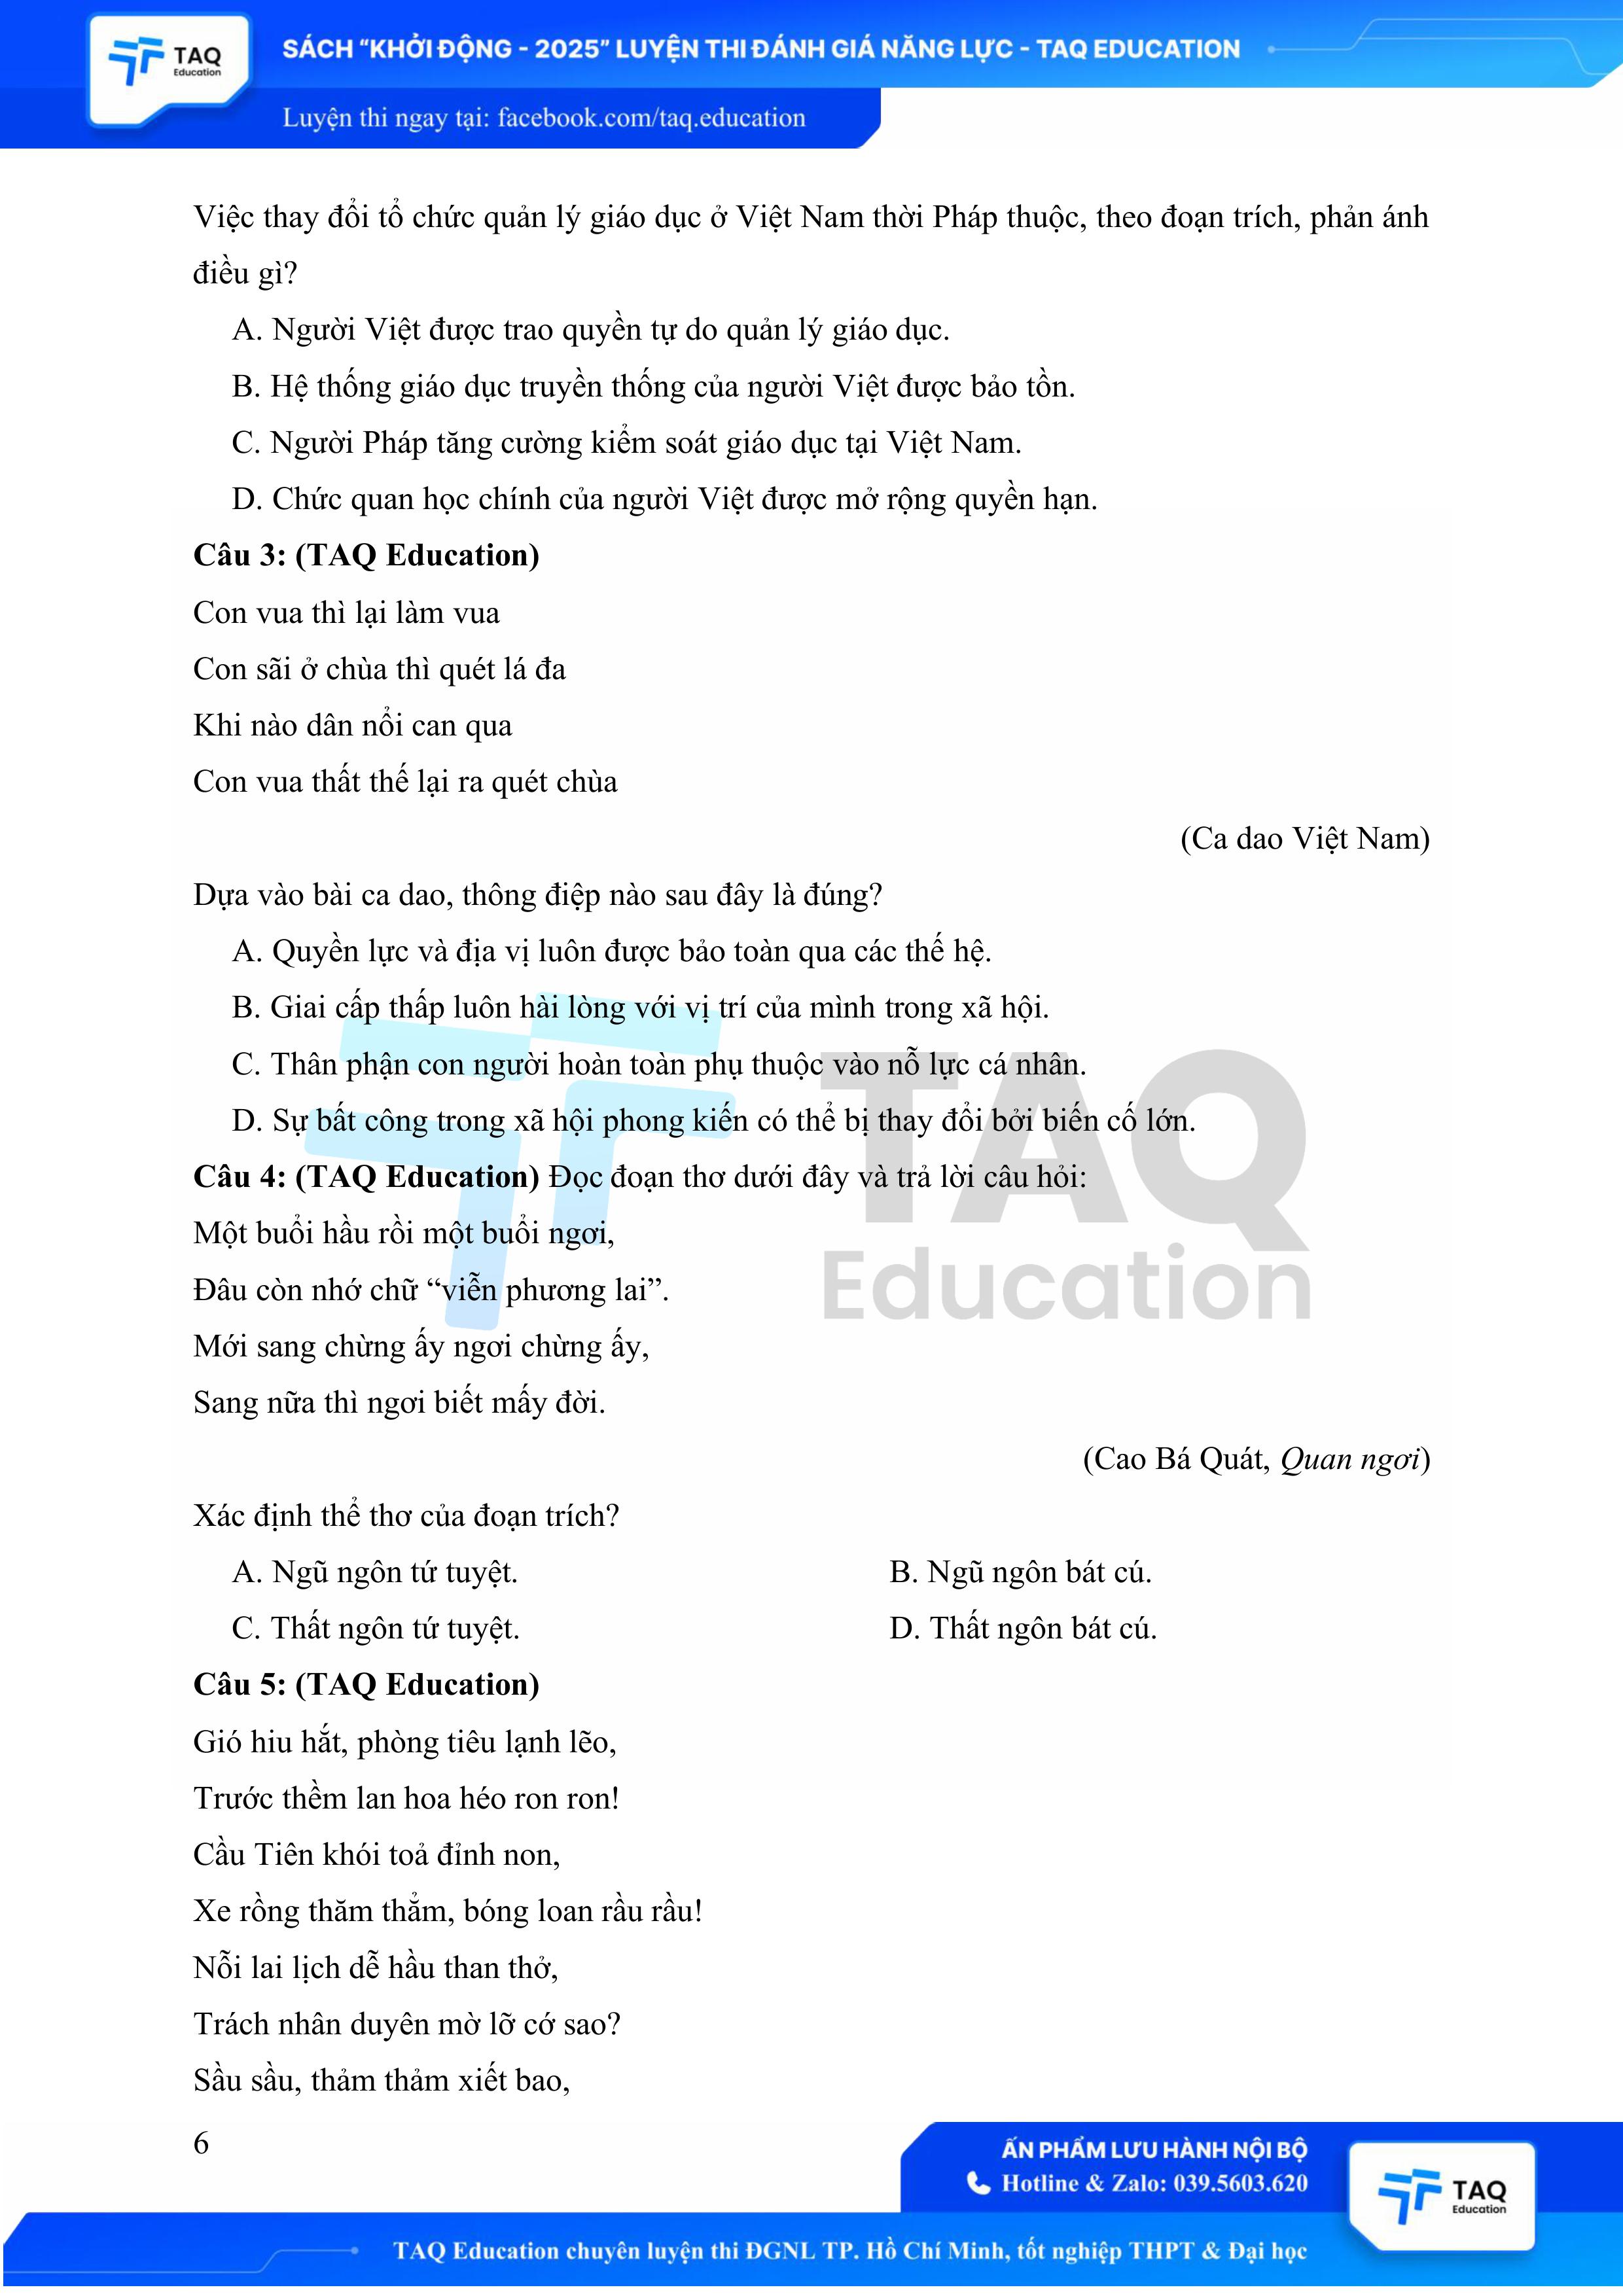 TAQ
Education
SÁCH “KHỞI ĐỘNG - 2025” LUYỆN THI ĐÁNH GIÁ NĂNG LỰC - TAQ EDUCATION
Luyện thi ngay tại: facebook.com/taq.education
Việc thay đổi tổ chức quản lý giáo dục ở Việt Nam thời Pháp thuộc, theo đoạn trích, phản ánh
điều gì?
A. Người Việt được trao quyền tự do quản lý giáo dục.
B. Hệ thống giáo dục truyền thống của người Việt được bảo tồn.
C. Người Pháp tăng cường kiểm soát giáo dục tại Việt Nam.
D. Chức quan học chính của người Việt được mở rộng quyền hạn.
Câu 3: (TAQ Education)
Con vua thì lại làm vua
Con sãi ở chùa thì quét lá đa
Khi nào dân nổi can qua
Con vua thất thế lại ra quét chùa
(Ca dao Việt Nam)
Dựa vào bài ca dao, thông điệp nào sau đây là đúng?
A. Quyền lực và địa vị luôn được bảo toàn qua các thế hệ.
B. Giai cấp thấp luôn hài lòng với vị trí của mình trong xã hội.
C. Thân phận con người hoàn toàn phụ thuộc vào nỗ lực cá nhân.
D. Sự bất công trong xã hội phong kiến có thể bị thay đổi bởi biến cố lớn.
TAQ
Education
Câu 4: (TAQ Education) Đọc đoạn thơ dưới đây và trả lời câu hỏi:
Một buổi hầu rồi một buổi ngơi,
Đâu còn nhớ chữ “viễn phương lai”.
Mới sang chừng ấy ngơi chừng ấy,
Sang nữa thì ngơi biết mấy đời.
(Cao Bá Quát, Quan ngơi)
Xác định thể thơ của đoạn trích?
A. Ngũ ngôn tứ tuyệt. B. Ngũ ngôn bát cú.
C. Thất ngôn tứ tuyệt. D. Thất ngôn bát cú.
Câu 5: (TAQ Education)
Gió hiu hắt, phòng tiêu lạnh lẽo,
Trước thềm lan hoa héo ron ron!
Cầu Tiên khói toả đỉnh non,
Xe rồng thăm thẳm, bóng loan rầu rầu!
Nỗi lai lịch dễ hầu than thở,
Trách nhân duyên mờ lỡ cớ sao?
Sầu sầu, thảm thảm xiết bao,
6
ẤN PHẨM LƯU HÀNH NỘI BỘ
Hotline & Zalo: 039.5603.620
TAQ
Education
TAQ Education chuyên luyện thi ĐGNL TP. Hồ Chí Minh, tốt nghiệp THPT & Đại học